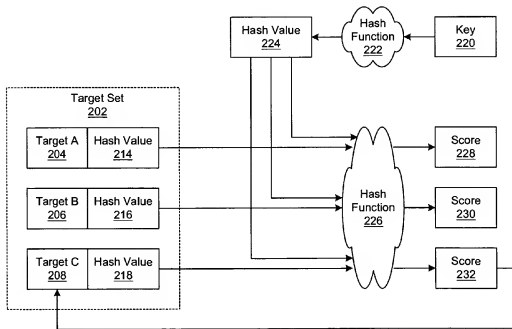 Hash Value
224
Hash
Function
222
Key
220
Target Set
202
Target A
204
Hash Value
214
Score
228
Target B
206
Hash Value
216
Hash
Function
226
Score
230
Target C
208
Hash Value
218
Score
232